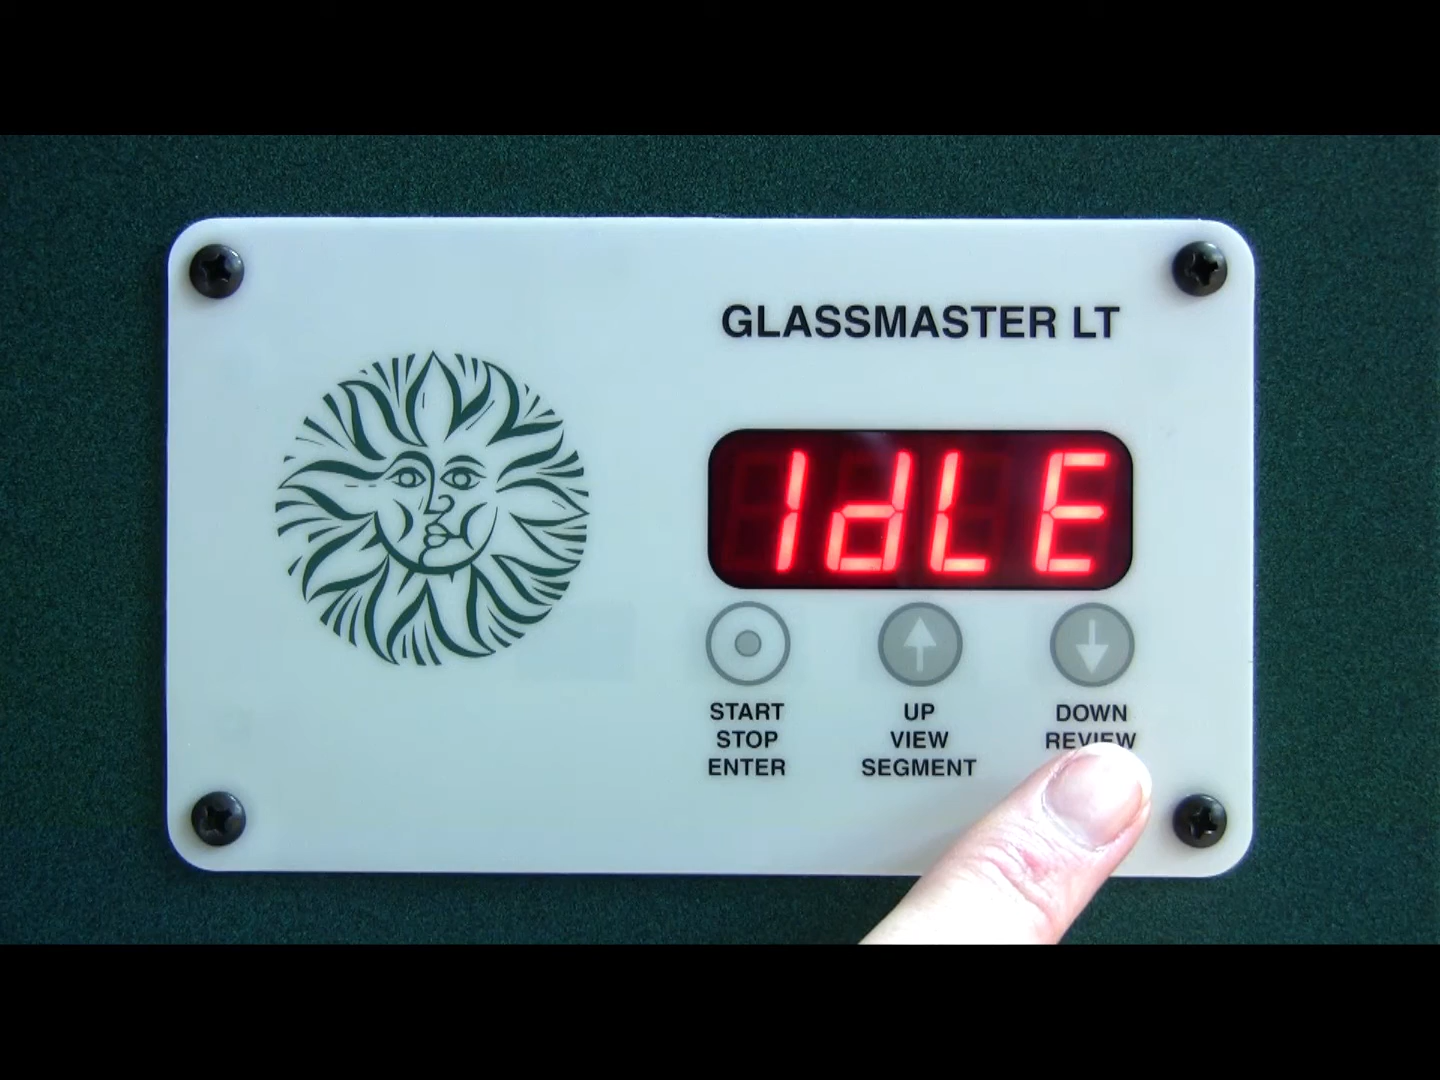 GLASSMASTER LT
IdLE
START
STOP
ENTER
UP
VIEW
SEGMENT
DOWN
REVIEW